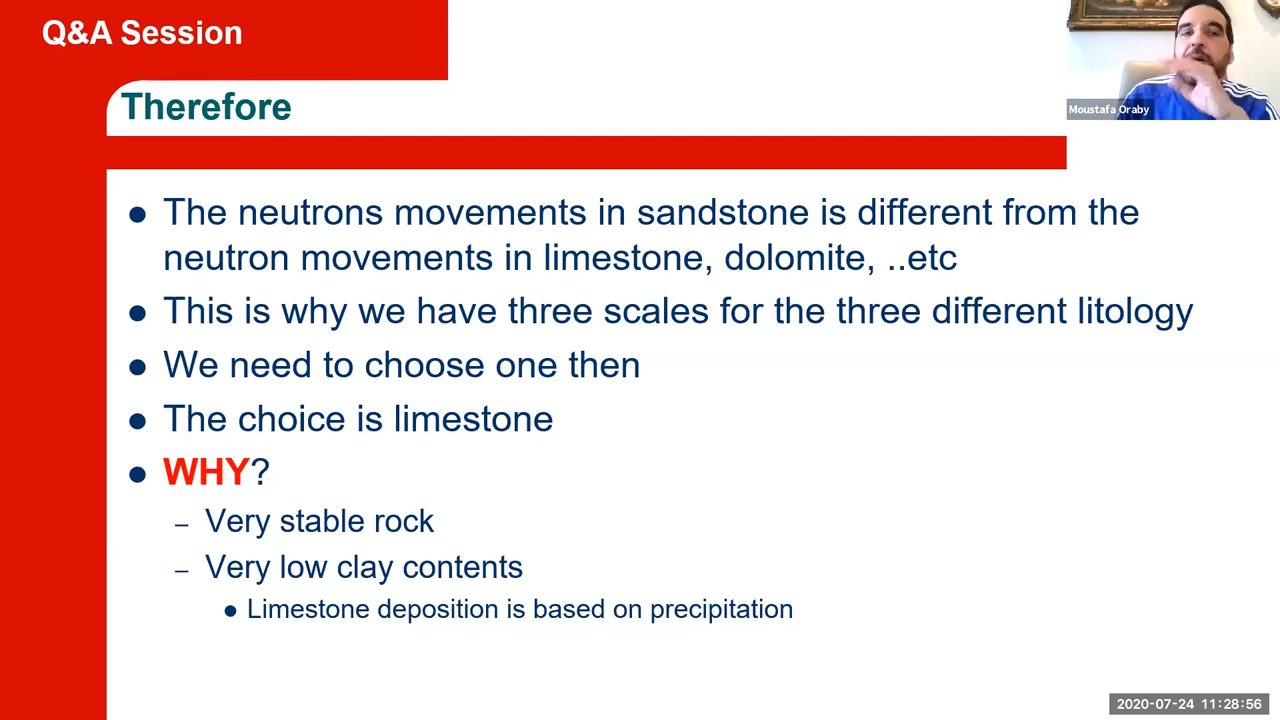 Q&A Session
Therefore
Moustafa Oraby
The neutrons movements in sandstone is different from the
neutron movements in limestone, dolomite, ..etc
This is why we have three scales for the three different litology
We need to choose one then
The choice is limestone
WHY?
– Very stable rock
– Very low clay contents
Limestone deposition is based on precipitation
2020-07-24 11:28:56